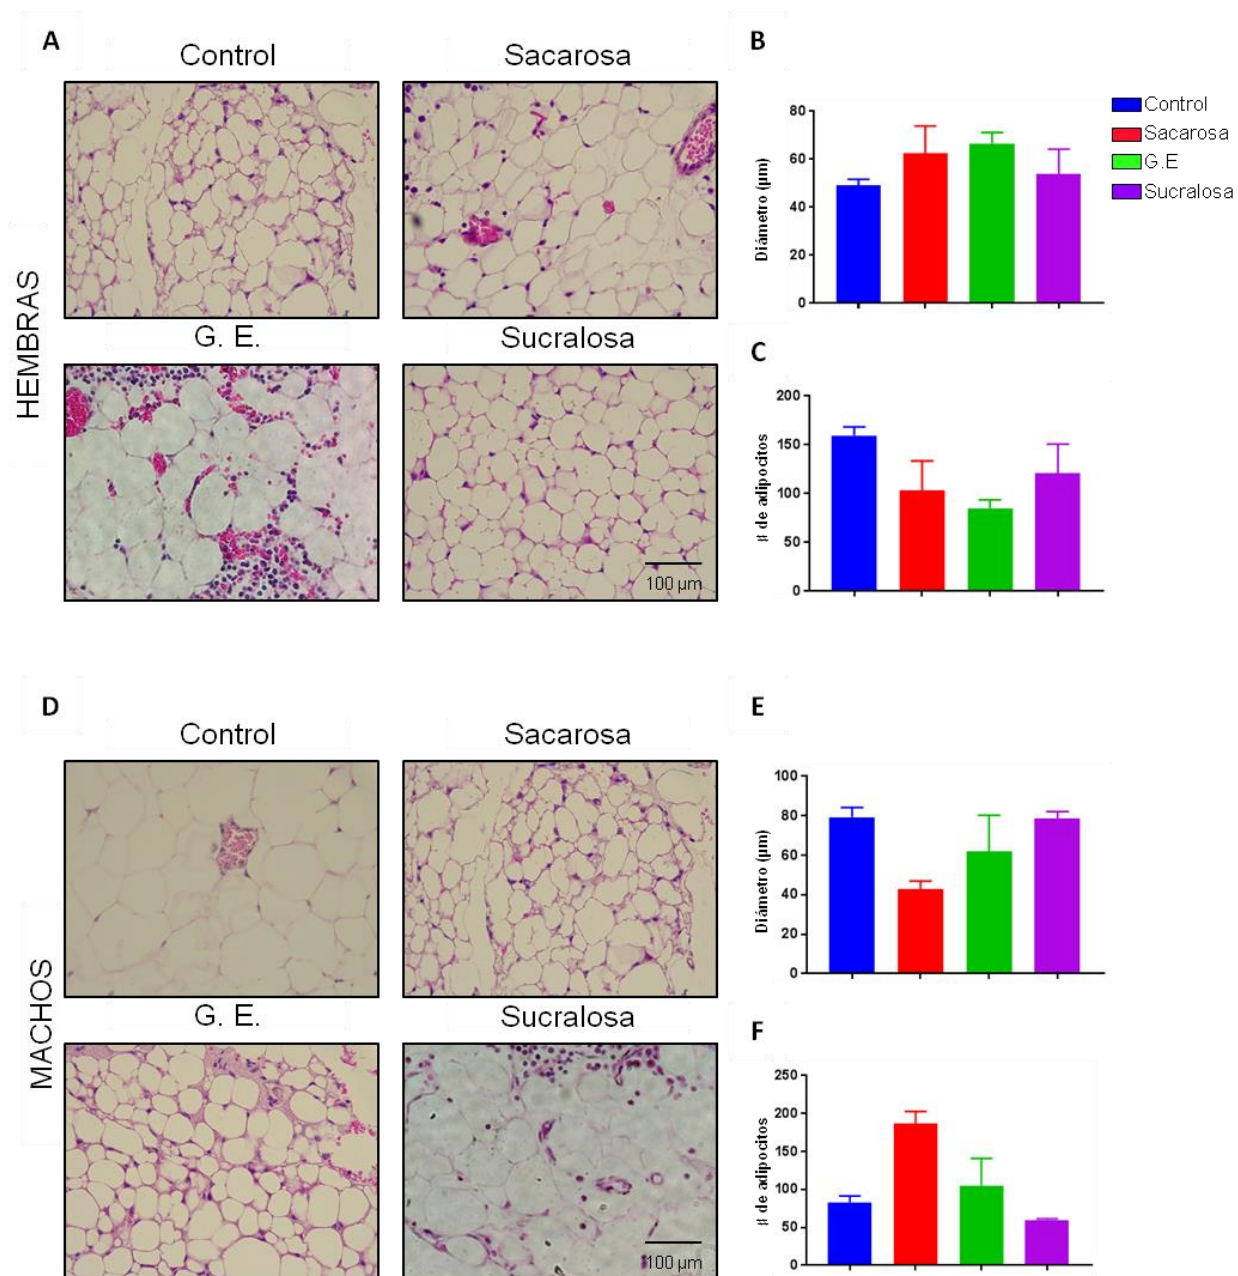 A
Control
Sacarosa
HEMBRAS
G. E.
Sucralosa
100 µm
B
80
60
40
20
0
Diámetro (µm)
Control
Sacarosa
G.E
Sucralosa
C
200
150
100
50
0
# de adipocitos
D
Control
Sacarosa
MACHOS
G. E.
Sucralosa
100 µm
E
100
80
60
40
20
0
Diámetro (µm)
F
250
200
150
100
50
0
# de adipocitos